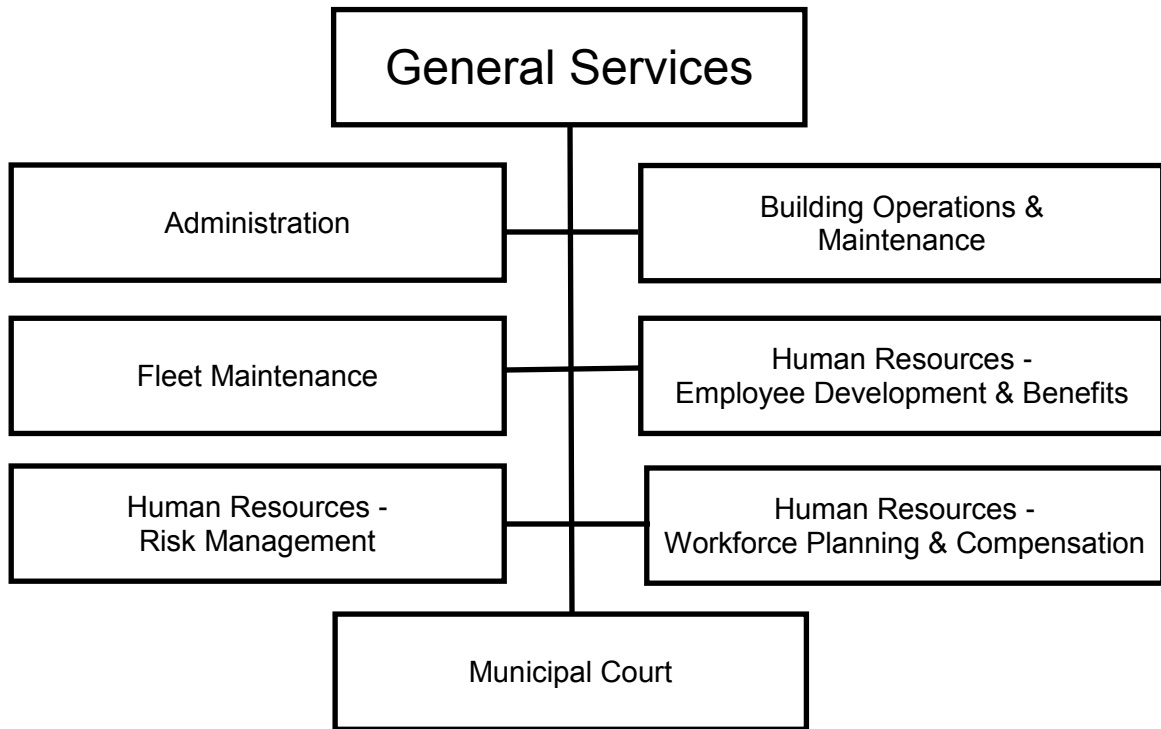 General Services
Administration
Building Operations &
Maintenance
Fleet Maintenance
Human Resources -
Employee Development & Benefits
Human Resources -
Risk Management
Human Resources -
Workforce Planning & Compensation
Municipal Court